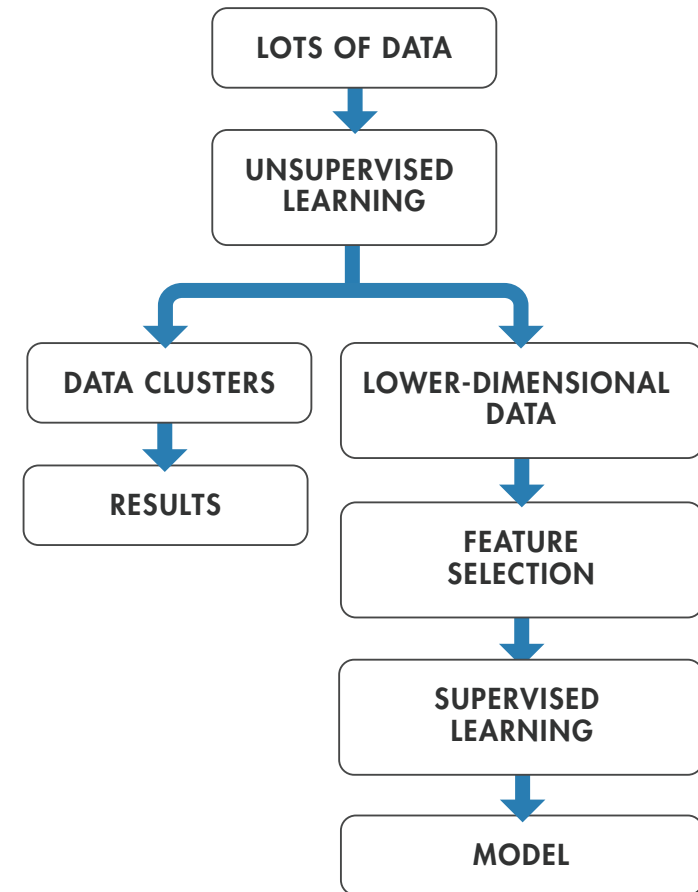 LOTS OF DATA
UNSUPERVISED
LEARNING
DATA CLUSTERS
RESULTS
LOWER-DIMENSIONAL
DATA
FEATURE
SELECTION
SUPERVISED
LEARNING
MODEL